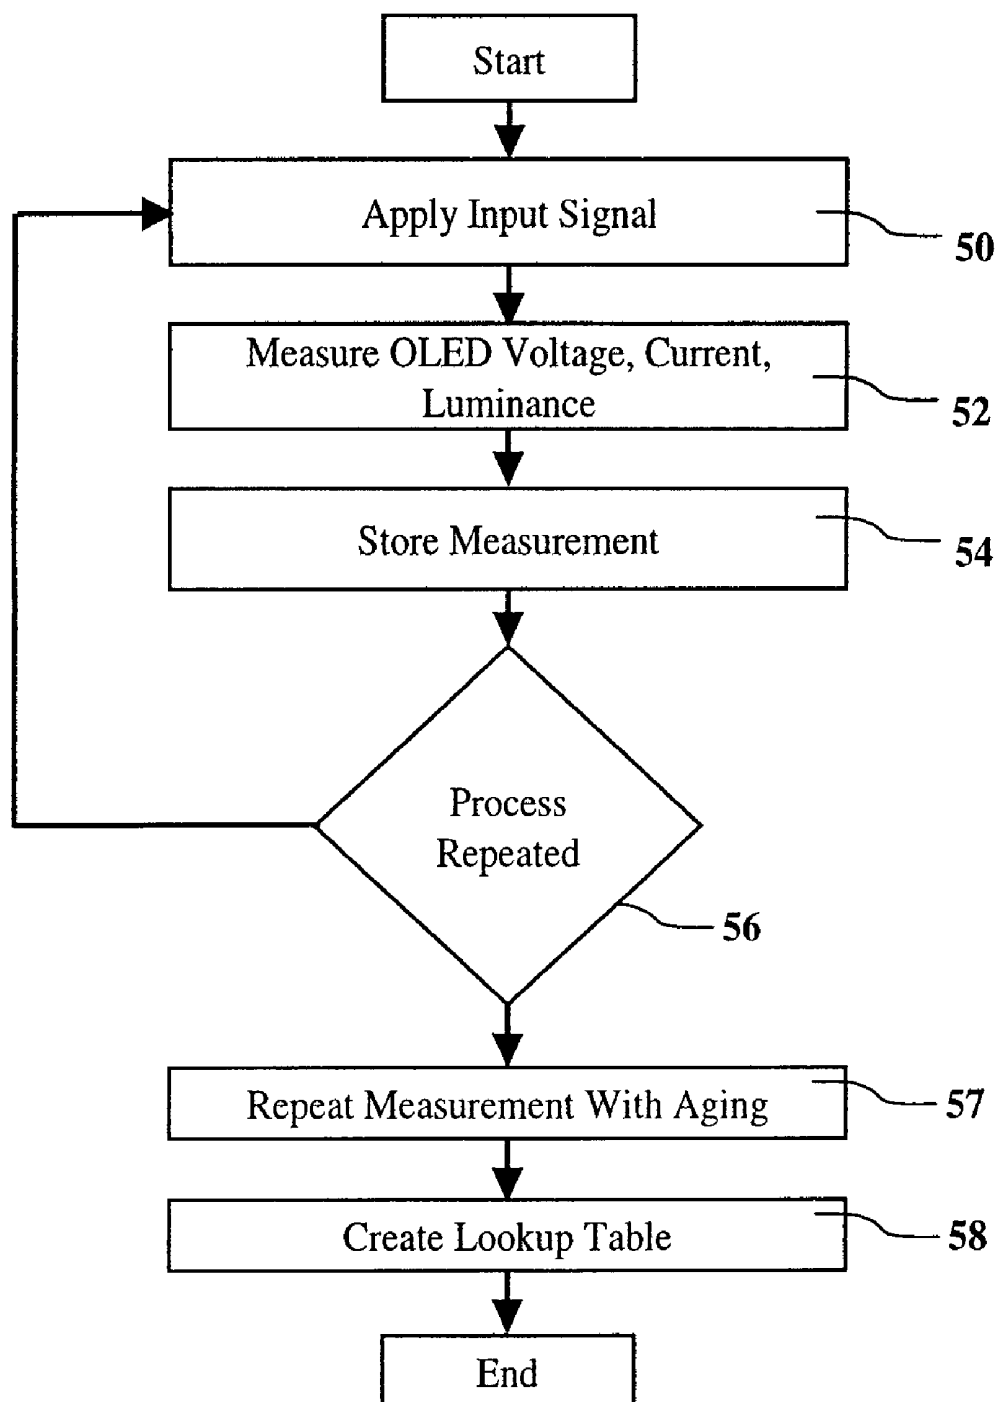 Start
Apply Input Signal
50
Measure OLED Voltage, Current,
Luminance
52
Store Measurement
54
Process
Repeated
56
Repeat Measurement With Aging
57
Create Lookup Table
58
End